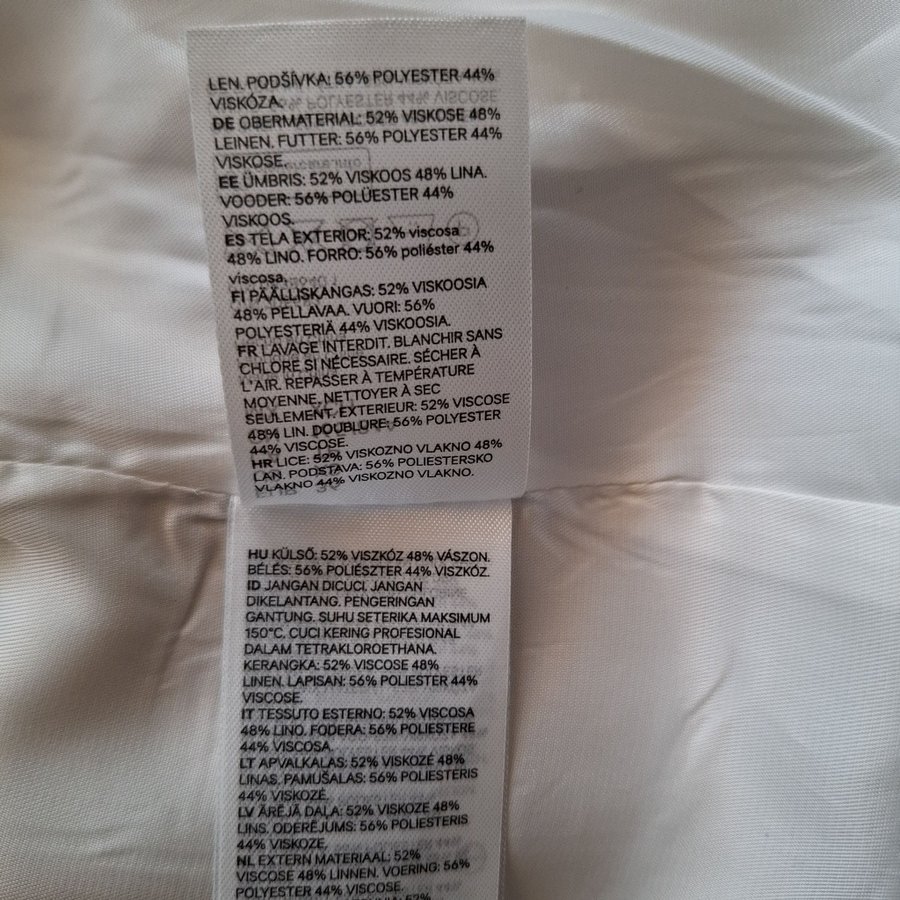 LEN. PODŠÍVKA: 56% POLYESTER 44%
VISKÓZA.
DE OBERMATERIAL: 52% VISKOSE 48%
LEINEN. FUTTER: 56% POLYESTER 44%
VISKOSE.
EE ÜMBRIS: 52% VISKOOS 48% LINA.
VOODER: 56% POLÜESTER 44%
VISKOOS.
ES TELA EXTERIOR: 52% viscosa
48% LINO. FORRO: 56% poliéster 44%
viscosa.
FI PÄÄLLISKANGAS: 52% VISKOOSIA
48% PELLAVAA. VUORI: 56%
POLYESTERIÄ 44% VISKOOSIA.
FR LAVAGE INTERDIT. BLANCHIR SANS
CHLORE SI NÉCESSAIRE. SÉCHER À
L'AIR. REPASSER À TEMPÉRATURE
MOYENNE. NETTOYER À SEC
SEULEMENT. EXTERIEUR: 52% VISCOSE
48% LIN. DOUBLURE: 56% POLYESTER
44% VISCOSE.
HR LICE: 52% VISKOZNO VLAKNO 48%
LAN. PODSTAVA: 56% POLIESTERSKO
VLAKNO 44% VISKOZNO VLAKNO.
HU KÜLSŐ: 52% VISZKÓZ 48% VÁSZON.
BÉLÉS: 56% POLIÉSZTER 44% VISZKÓZ.
ID JANGAN DICUCI. JANGAN
DIKELANTANG. PENGERINGAN
GANTUNG. SUHU SETERIKA MAKSIMUM
150°C. CUCI KERING PROFESIONAL
DALAM TETRAKLOROETHANA.
KERANGKA: 52% VISCOSE 48%
LINEN. LAPISAN: 56% POLIESTER 44%
VISCOSE.
IT TESSUTO ESTERNO: 52% VISCOSA
48% LINO. FODERA: 56% POLIESTERE
44% VISCOSA.
LT APVALKALAS: 52% VISKOZĖ 48%
LINAS. PAMUŠALAS: 56% POLIESTERIS
44% VISKOZĖ.
LV ĀRĒJĀ DAĻA: 52% VISKOZE 48%
LINS. ODERĒJUMS: 56% POLIESTERIS
44% VISKOZE.
NL EXTERN MATERIAAL: 52%
VISCOSE 48% LINNEN. VOERING: 56%
POLYESTER 44% VISCOSE.